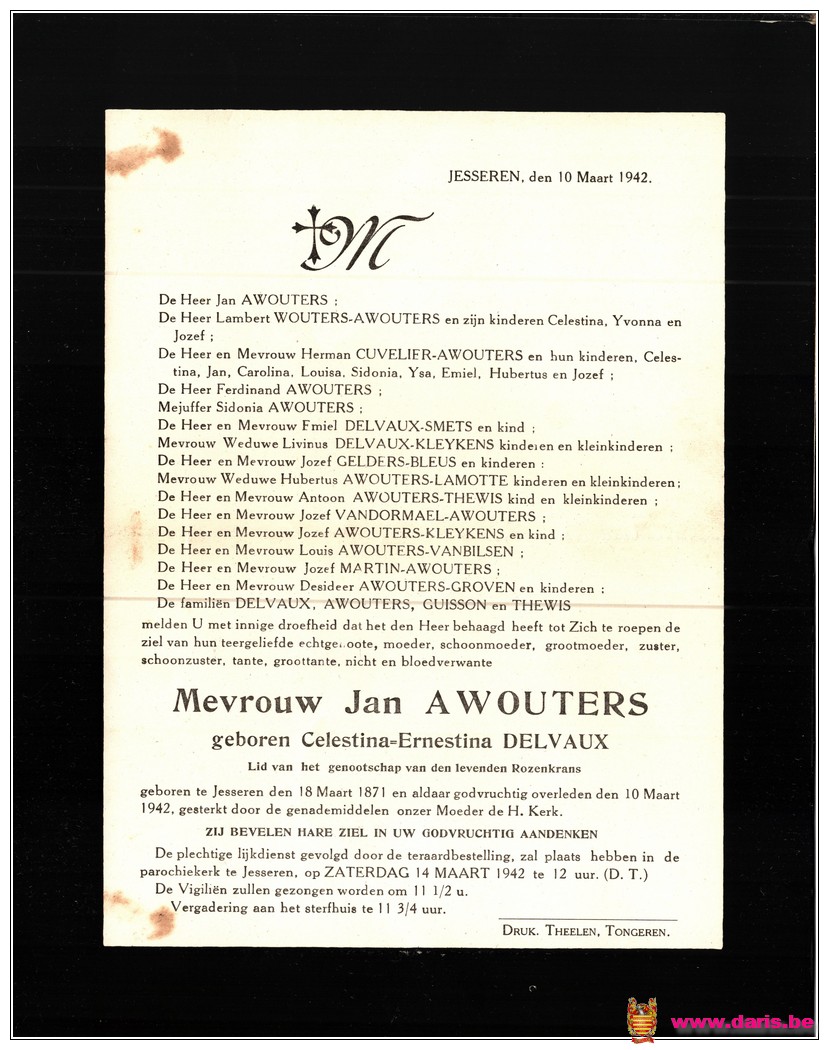 JESSEREN, den 10 Maart 1942.
M
De Heer Jan AWOUTERS ;
De Heer Lambert WOUTERS-AWOUTERS en zijn kinderen Celestina, Yvonna en
Jozef ;
De Heer en Mevrouw Herman CUVELIER-AWOUTERS en hun kinderen, Celes-
tina, Jan, Carolina, Louisa, Sidonia, Ysa, Emiel, Hubertus en Jozef ;
De Heer Ferdinand AWOUTERS ;
Mejuffer Sidonia AWOUTERS ;
De Heer en Mevrouw Emiel DELVAUX-SMETS en kind ;
Mevrouw Weduwe Livinus DELVAUX-KLEYKENS kinderen en kleinkinderen ;
De Heer en Mevrouw Jozef GELDERS-BLEUS en kinderen :
Mevrouw Weduwe Hubertus AWOUTERS-LAMOTTE kinderen en kleinkinderen;
De Heer en Mevrouw Antoon AWOUTERS-THEWIS kind en kleinkinderen ;
De Heer en Mevrouw Jozef VANDORMAEL-AWOUTERS ;
De Heer en Mevrouw Jozef AWOUTERS-KLEYKENS en kind ;
De Heer en Mevrouw Louis AWOUTERS-VANBILSEN ;
De Heer en Mevrouw Jozef MARTIN-AWOUTERS ;
De Heer en Mevrouw Desideer AWOUTERS-GROVEN en kinderen ;
De familiën DELVAUX, AWOUTERS, GUISSON en THEWIS
melden U met innige droefheid dat het den Heer behaagd heeft tot Zich te roepen de
ziel van hun teergeliefde echtgenoote, moeder, schoonmoeder, grootmoeder, zuster,
schoonzuster, tante, groottante, nicht en bloedverwante
Mevrouw Jan AWOUTERS
geboren Celestina=Ernestina DELVAUX
Lid van het genootschap van den levenden Rozenkrans
geboren te Jesseren den 18 Maart 1871 en aldaar godvruchtig overleden den 10 Maart
1942, gesterkt door de genademiddelen onzer Moeder de H. Kerk.
ZIJ BEVELEN HARE ZIEL IN UW GODVRUCHTIG AANDENKEN
De plechtige lijkdienst gevolgd door de teraardbestelling, zal plaats hebben in de
parochiekerk te Jesseren, op ZATERDAG 14 MAART 1942 te 12 uur. (D. T.)
De Vigiliën zullen gezongen worden om 11 1/2 u.
Vergadering aan het sterfhuis te 11 3/4 uur.
DRUK. THEELEN, TONGEREN.
www.daris.be